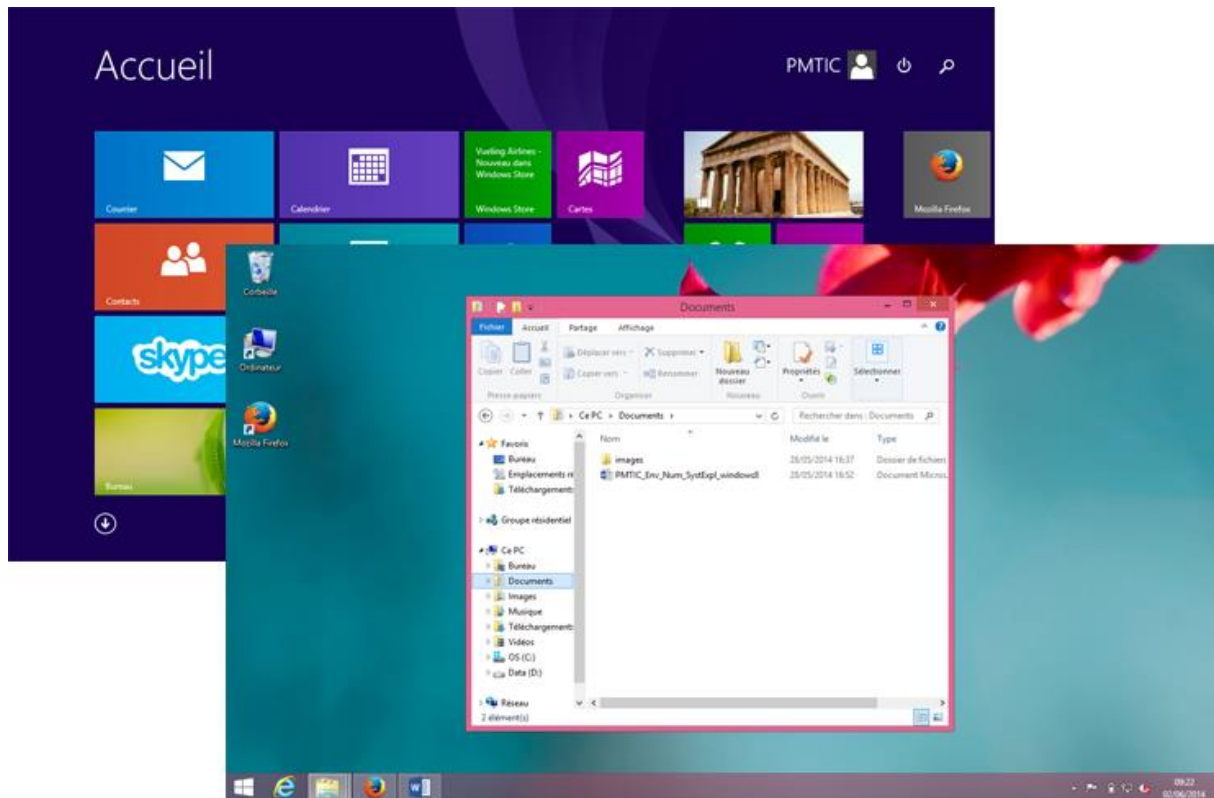 Accueil
PMTIC
Courrier
Calendrier
Vueling Airlines -
Nouveau dans
Windows Store
Windows Store
Cartes
Mozilla Firefox
Contacts
skype
Bureau
Corbeille
Ordinateur
Mozilla Firefox
Documents
Fichier Accueil Partage Affichage
Copier Coller
Déplacer vers
Supprimer
Copier vers
Renommer
Nouveau
dossier
Propriétés
Sélectionner
Presse-papiers Organiser Nouveau Ouvrir
Ce PC Documents
Rechercher dans : Documents
Nom Modifié le Type
images 28/05/2014 16:37 Dossier de fichiers
PMTIC_Env_Num_SystExpl_windowdl 28/05/2014 16:52 Document Micros
Favoris
Bureau
Emplacements ré
Téléchargements
Groupe résidentiel
Ce PC
Bureau
Documents
Images
Musique
Téléchargements
Vidéos
OS (C:)
Data (D:)
Réseau
2 élément(s)
09:22
02/06/2014